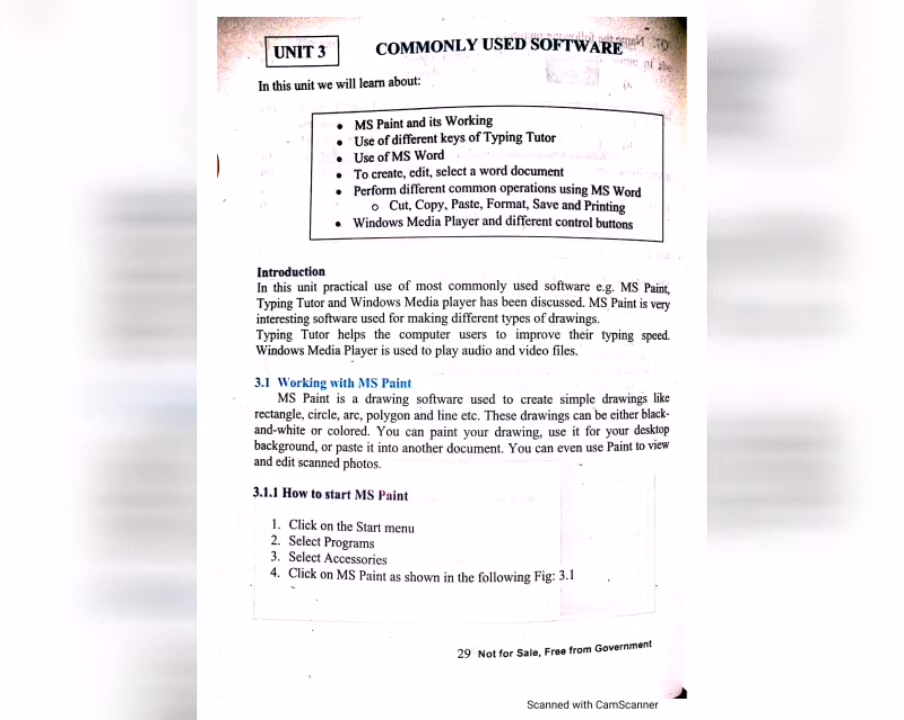 UNIT 3
COMMONLY USED SOFTWARE
In this unit we will learn about:
• MS Paint and its Working
• Use of different keys of Typing Tutor
• Use of MS Word
• To create, edit, select a word document
• Perform different common operations using MS Word
o Cut, Copy, Paste, Format, Save and Printing
• Windows Media Player and different control buttons
Introduction
In this unit practical use of most commonly used software e.g. MS Paint,
Typing Tutor and Windows Media player has been discussed. MS Paint is very
interesting software used for making different types of drawings.
Typing Tutor helps the computer users to improve their typing speed.
Windows Media Player is used to play audio and video files.
3.1 Working with MS Paint
MS Paint is a drawing software used to create simple drawings like
rectangle, circle, arc, polygon and line etc. These drawings can be either black-
and-white or colored. You can paint your drawing, use it for your desktop
background, or paste it into another document. You can even use Paint to view
and edit scanned photos.
3.1.1 How to start MS Paint
1. Click on the Start menu
2. Select Programs
3. Select Accessories
4. Click on MS Paint as shown in the following Fig: 3.1
29 Not for Sale, Free from Government
Scanned with CamScanner